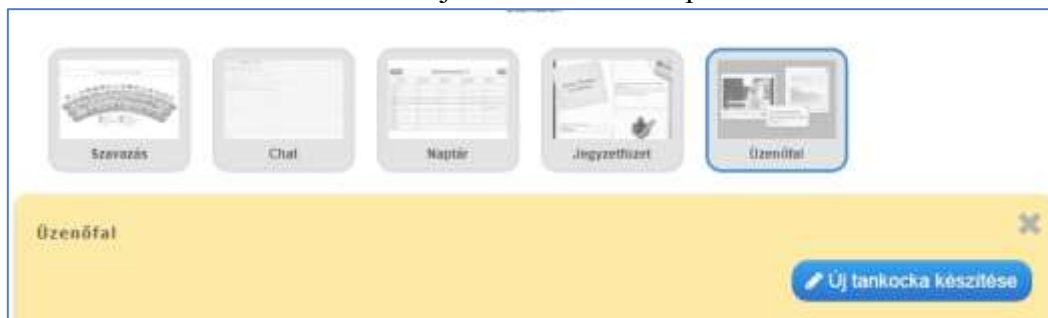 Szavazás
Chat
Naptár
Jegyzetfüzet
Üzenőfal
Üzenőfal
Új tankocka készítése